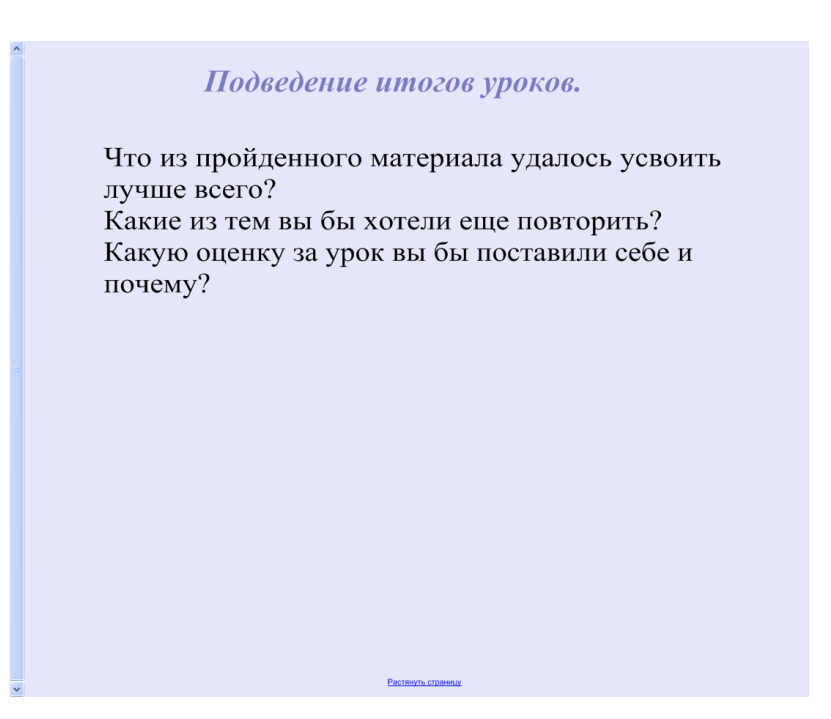 Подведение итогов уроков.
Что из пройденного материала удалось усвоить
лучше всего?
Какие из тем вы бы хотели еще повторить?
Какую оценку за урок вы бы поставили себе и
почему?
Растянуть страницу